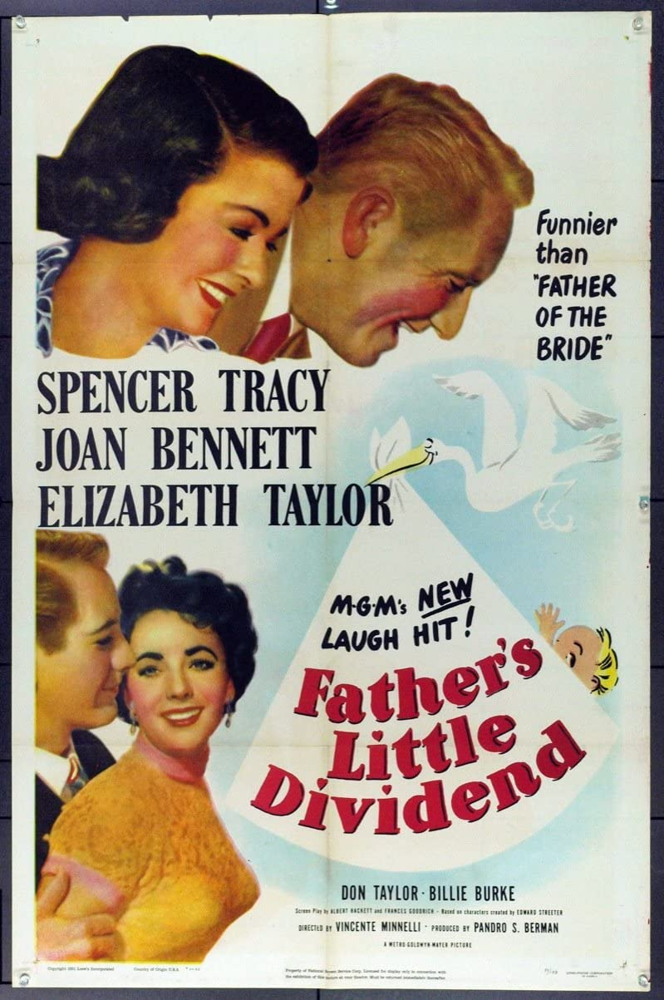 Funnier
than
"FATHER
OF THE
BRIDE"
SPENCER TRACY
JOAN BENNETT
ELIZABETH TAYLOR
M-G-M's NEW
LAUGH HIT!
Father's
Little
Dividend
DON TAYLOR · BILLIE BURKE
Screen Play by ALBERT HACKETT and FRANCES GOODRICH · Based on characters created by EDWARD STREETER
DIRECTED BY VINCENTE MINNELLI · PRODUCED BY PANDRO S. BERMAN
A METRO-GOLDWYN-MAYER PICTURE
Copyright 1951 Loew's Incorporated
Country of Origin U.S.A.
Property of National Screen Service Corp. Licensed for display only in connection with
the exhibition of this picture at your theatre. Must be returned immediately thereafter.